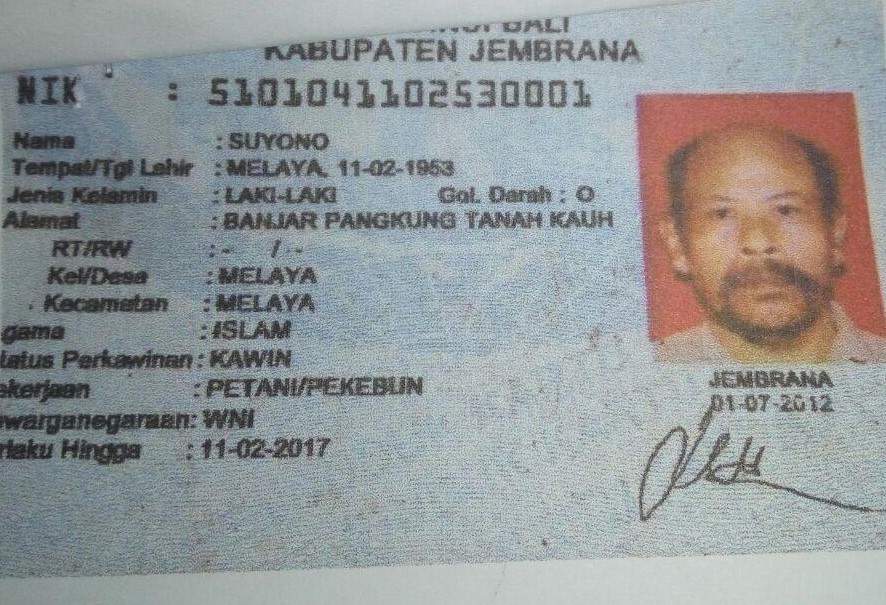 BALI
KABUPATEN JEMBRANA
NIK : 5101041102530001
Nama : SUYONO
Tempat/Tgl Lahir : MELAYA, 11-02-1953
Jenis Kelamin : LAKI-LAKI Gol. Darah : O
Alamat : BANJAR PANGKUNG TANAH KAUH
RT/RW : - / -
Kel/Desa : MELAYA
Kecamatan : MELAYA
gama : ISLAM
tatus Perkawinan : KAWIN
ekerjaan : PETANI/PEKEBUN
ewarganegaraan: WNI
rlaku Hingga : 11-02-2017
JEMBRANA
01-07-2012